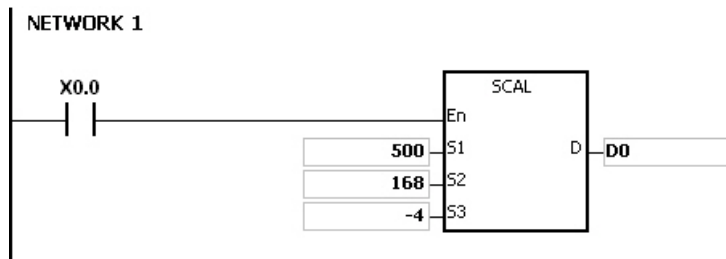 NETWORK 1
X0.0
SCAL
En
500 S1 D D0
168 S2
-4 S3